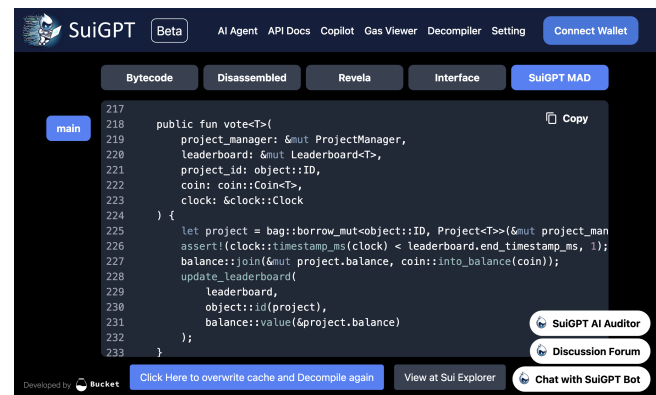 SuiGPT Beta AI Agent API Docs Copilot Gas Viewer Decompiler Setting Connect Wallet
Bytecode Disassembled Revela Interface SuiGPT MAD
main
Copy
217
218 public fun vote<T>(
219 project_manager: &mut ProjectManager,
220 leaderboard: &mut Leaderboard<T>,
221 project_id: object::ID,
222 coin: coin::Coin<T>,
223 clock: &clock::Clock
224 ) {
225 let project = bag::borrow_mut<object::ID, Project<T>>(&mut project_man
226 assert!(clock::timestamp_ms(clock) < leaderboard.end_timestamp_ms, 1);
227 balance::join(&mut project.balance, coin::into_balance(coin));
228 update_leaderboard(
229 leaderboard,
230 object::id(project),
231 balance::value(&project.balance)
232 );
233 }
SuiGPT AI Auditor
Discussion Forum
Chat with SuiGPT Bot
Developed by Bucket
Click Here to overwrite cache and Decompile again
View at Sui Explorer